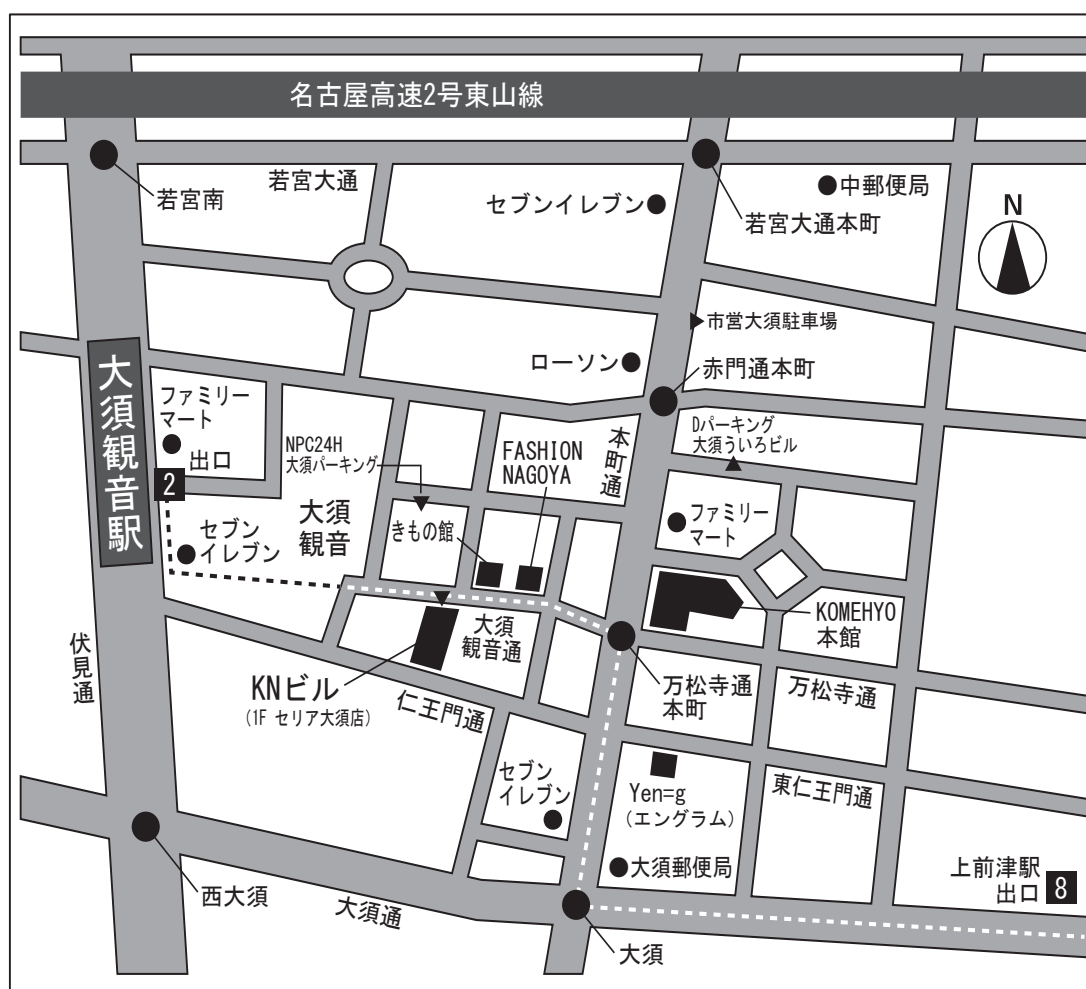 名古屋高速2号東山線
若宮南
若宮大通
セブンイレブン
中郵便局
若宮大通本町
N
市営大須駐車場
ローソン
赤門通本町
大須観音駅
ファミリー
マート
出口
2
NPC24H
大須パーキング
FASHION
NAGOYA
本町通
Dパーキング
大須ういろビル
セブン
イレブン
大須
観音
きもの館
ファミリー
マート
KOMEHYO
本館
大須
観音通
伏見通
KNビル
(1F セリア大須店)
仁王門通
万松寺通
本町
万松寺通
セブン
イレブン
Yen=g
(エングラム)
東仁王門通
大須郵便局
上前津駅
出口 8
西大須
大須通
大須